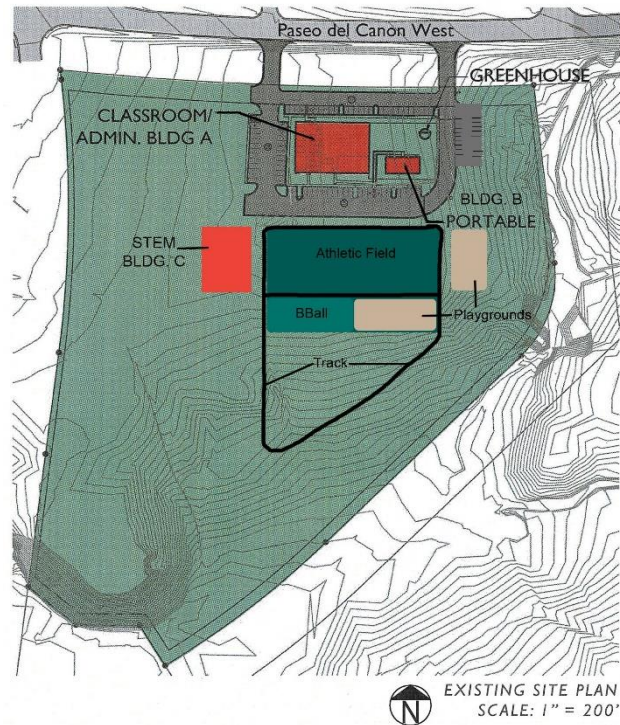 Paseo del Canon West
GREENHOUSE
CLASSROOM/
ADMIN. BLDG A
BLDG. B
PORTABLE
STEM
BLDG. C
Athletic Field
BBall
Playgrounds
Track
N
EXISTING SITE PLAN
SCALE: 1" = 200'